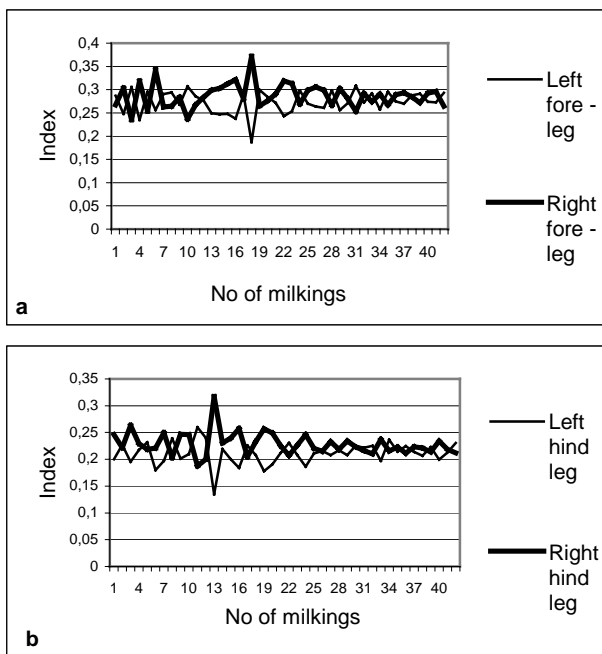 0,4
0,35
0,3
0,25
0,2
0,15
0,1
0,05
0
Index
1 4 7 10 13 16 19 22 25 28 31 34 37 40
No of milkings
Left
fore -
leg
Right
fore -
leg
a
0,35
0,3
0,25
0,2
0,15
0,1
0,05
0
Index
1 4 7 10 13 16 19 22 25 28 31 34 37 40
No of milkings
Left
hind
leg
Right
hind
leg
b